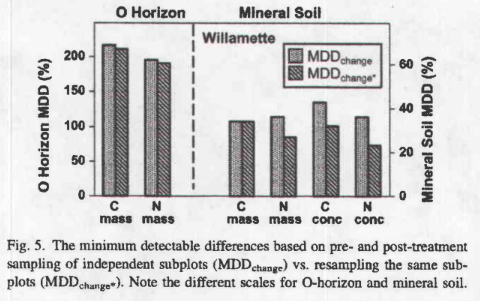 O Horizon Mineral Soil
Willamette
MDDchange
MDDchange*
O Horizon MDD (%)
200
150
100
50
0
Mineral Soil MDD (%)
60
40
20
0
C mass
N mass
C mass
N mass
C conc
N conc
Fig. 5. The minimum detectable differences based on pre- and post-treatment
sampling of independent subplots (MDDchange) vs. resampling the same sub-
plots (MDDchange*). Note the different scales for O-horizon and mineral soil.